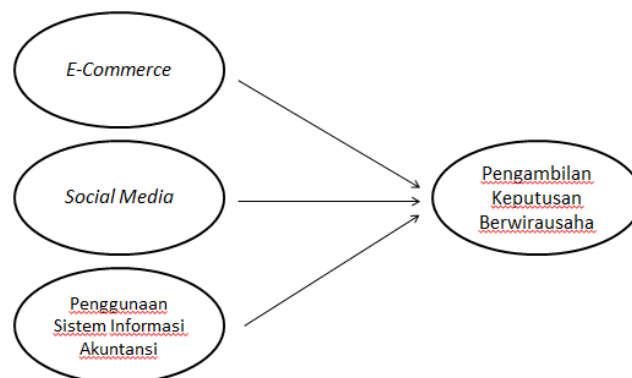 E-Commerce
Social Media
Pengambilan
Keputusan
Berwirausaha
Penggunaan
Sistem Informasi
Akuntansi